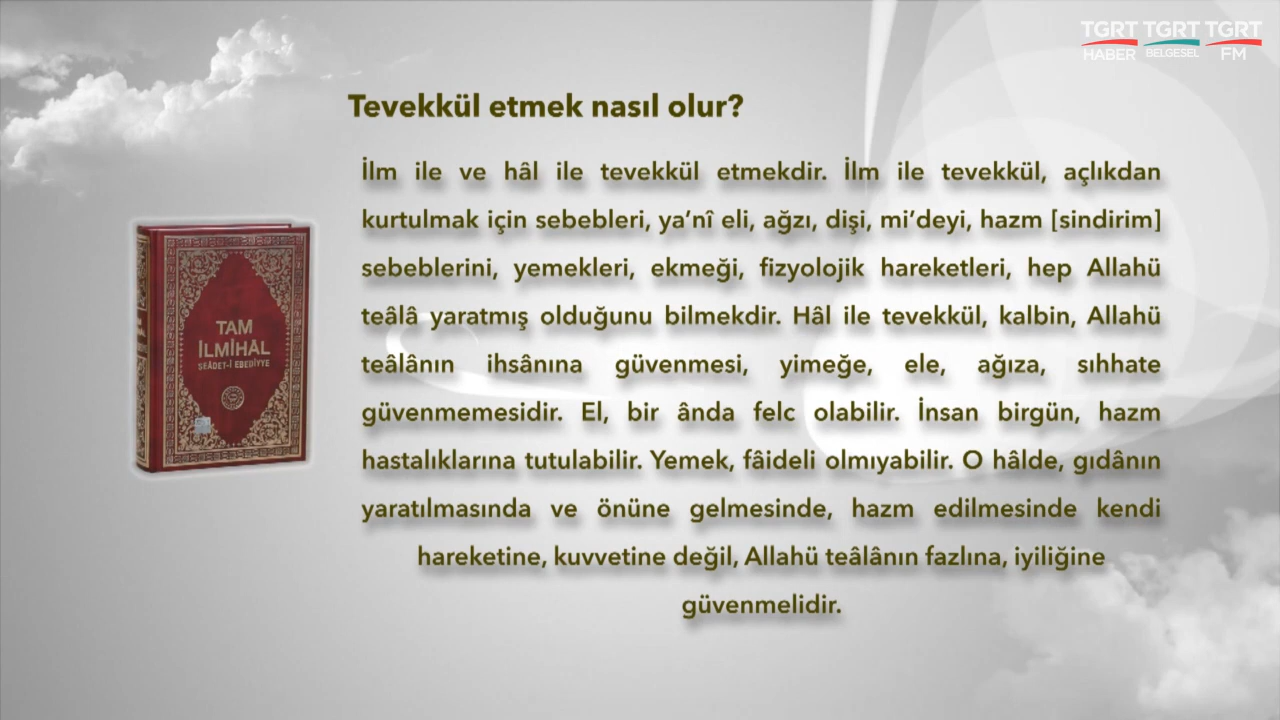 TGRT TGRT TGRT
HABER BELGESEL FM
Tevekkül etmek nasıl olur?
İlm ile ve hâl ile tevekkül etmekdir. İlm ile tevekkül, açlıkdan
kurtulmak için sebebleri, ya’nî eli, ağzı, dişi, mi’deyi, hazm [sindirim]
sebeblerini, yemekleri, ekmeği, fizyolojik hareketleri, hep Allahü
teâlâ yaratmış olduğunu bilmekdir. Hâl ile tevekkül, kalbin, Allahü
teâlânın ihsânına güvenmesi, yimeğe, ele, ağıza, sıhhate
güvenmemesidir. El, bir ânda felc olabilir. İnsan birgün, hazm
hastalıklarına tutulabilir. Yemek, fâideli olmıyabilir. O hâlde, gıdânın
yaratılmasında ve önüne gelmesinde, hazm edilmesinde kendi
hareketine, kuvvetine değil, Allahü teâlânın fazlına, iyiliğine
güvenmelidir.
TAM
İLMİHÂL
SEÂDET-İ EBEDİYYE